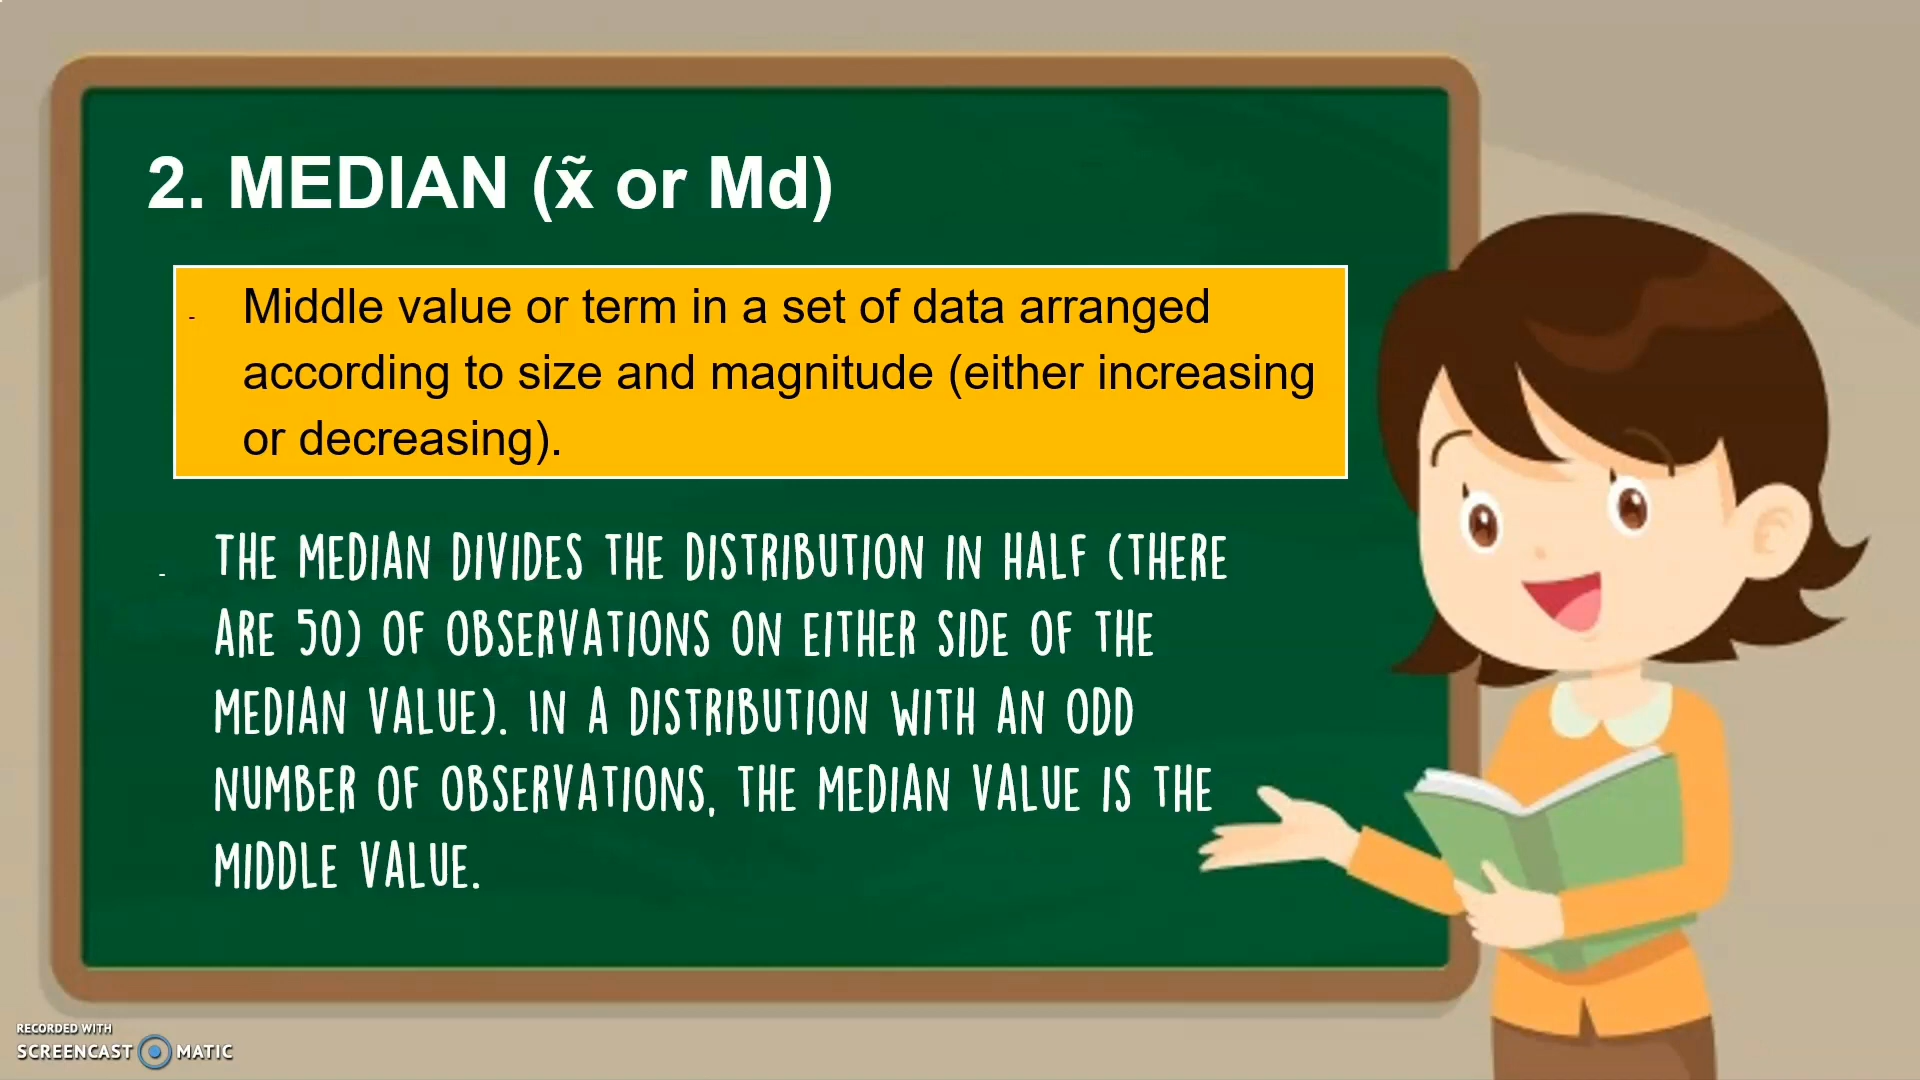 2. MEDIAN (x̃ or Md)
- Middle value or term in a set of data arranged
according to size and magnitude (either increasing
or decreasing).
- THE MEDIAN DIVIDES THE DISTRIBUTION IN HALF (THERE
ARE 50) OF OBSERVATIONS ON EITHER SIDE OF THE
MEDIAN VALUE). IN A DISTRIBUTION WITH AN ODD
NUMBER OF OBSERVATIONS, THE MEDIAN VALUE IS THE
MIDDLE VALUE.
RECORDED WITH
SCREENCAST MATIC